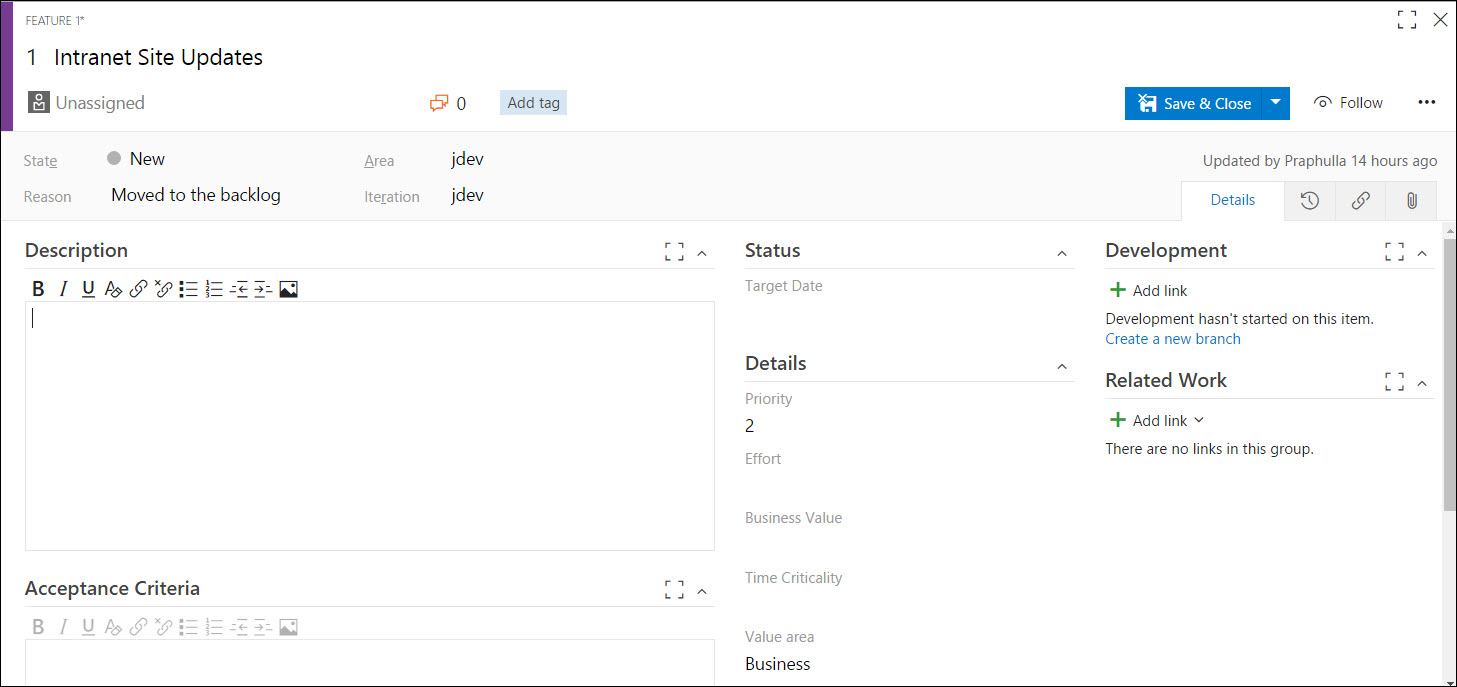 FEATURE 1*
1 Intranet Site Updates
Unassigned
0
Add tag
Save & Close
Follow
State
New
Area
jdev
Updated by Praphulla 14 hours ago
Reason
Moved to the backlog
Iteration
jdev
Details
Description
B I U
Status
Target Date
Details
Priority
2
Effort
Business Value
Time Criticality
Value area
Business
Development
Add link
Development hasn't started on this item.
Create a new branch
Related Work
Add link
There are no links in this group.
Acceptance Criteria
B I U